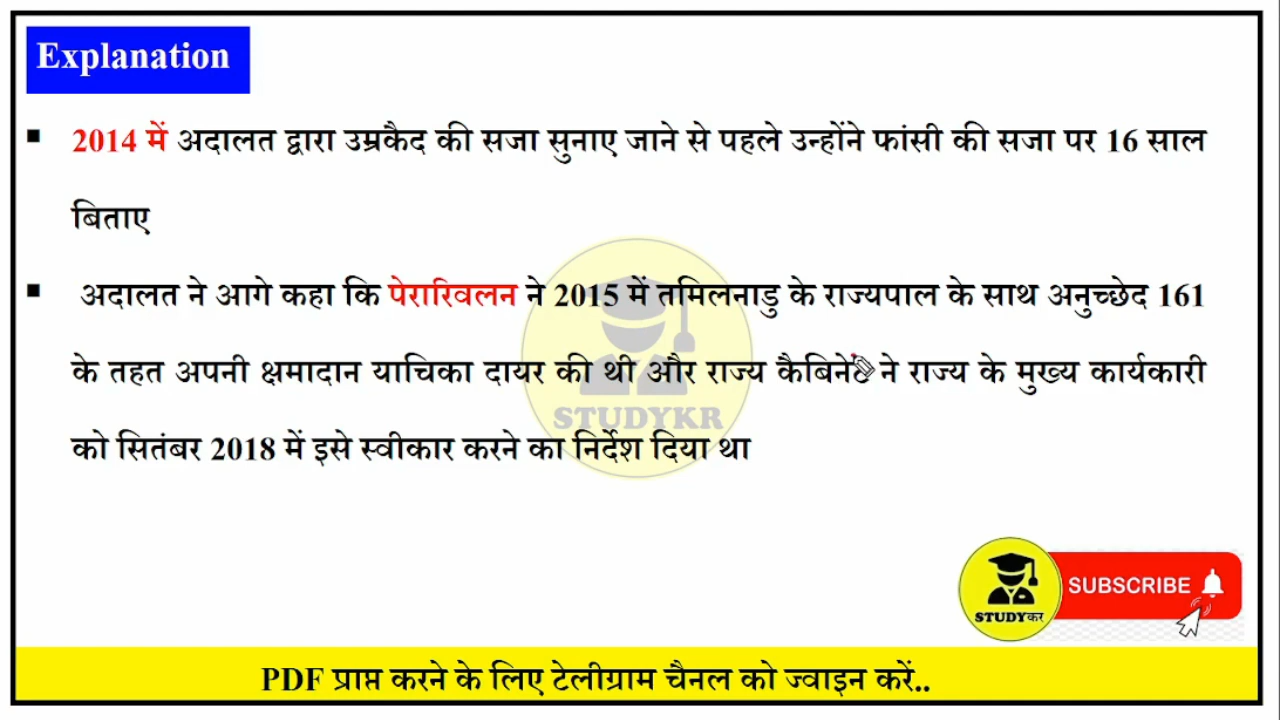 Explanation
▪ 2014 में अदालत द्वारा उम्रकैद की सजा सुनाए जाने से पहले उन्होंने फांसी की सजा पर 16 साल
बिताए
▪ अदालत ने आगे कहा कि पेरारिवलन ने 2015 में तमिलनाडु के राज्यपाल के साथ अनुच्छेद 161
के तहत अपनी क्षमादान याचिका दायर की थी और राज्य कैबिनेट ने राज्य के मुख्य कार्यकारी
को सितंबर 2018 में इसे स्वीकार करने का निर्देश दिया था
STUDYKR
SUBSCRIBE
STUDYकर
PDF प्राप्त करने के लिए टेलीग्राम चैनल को ज्वाइन करें..